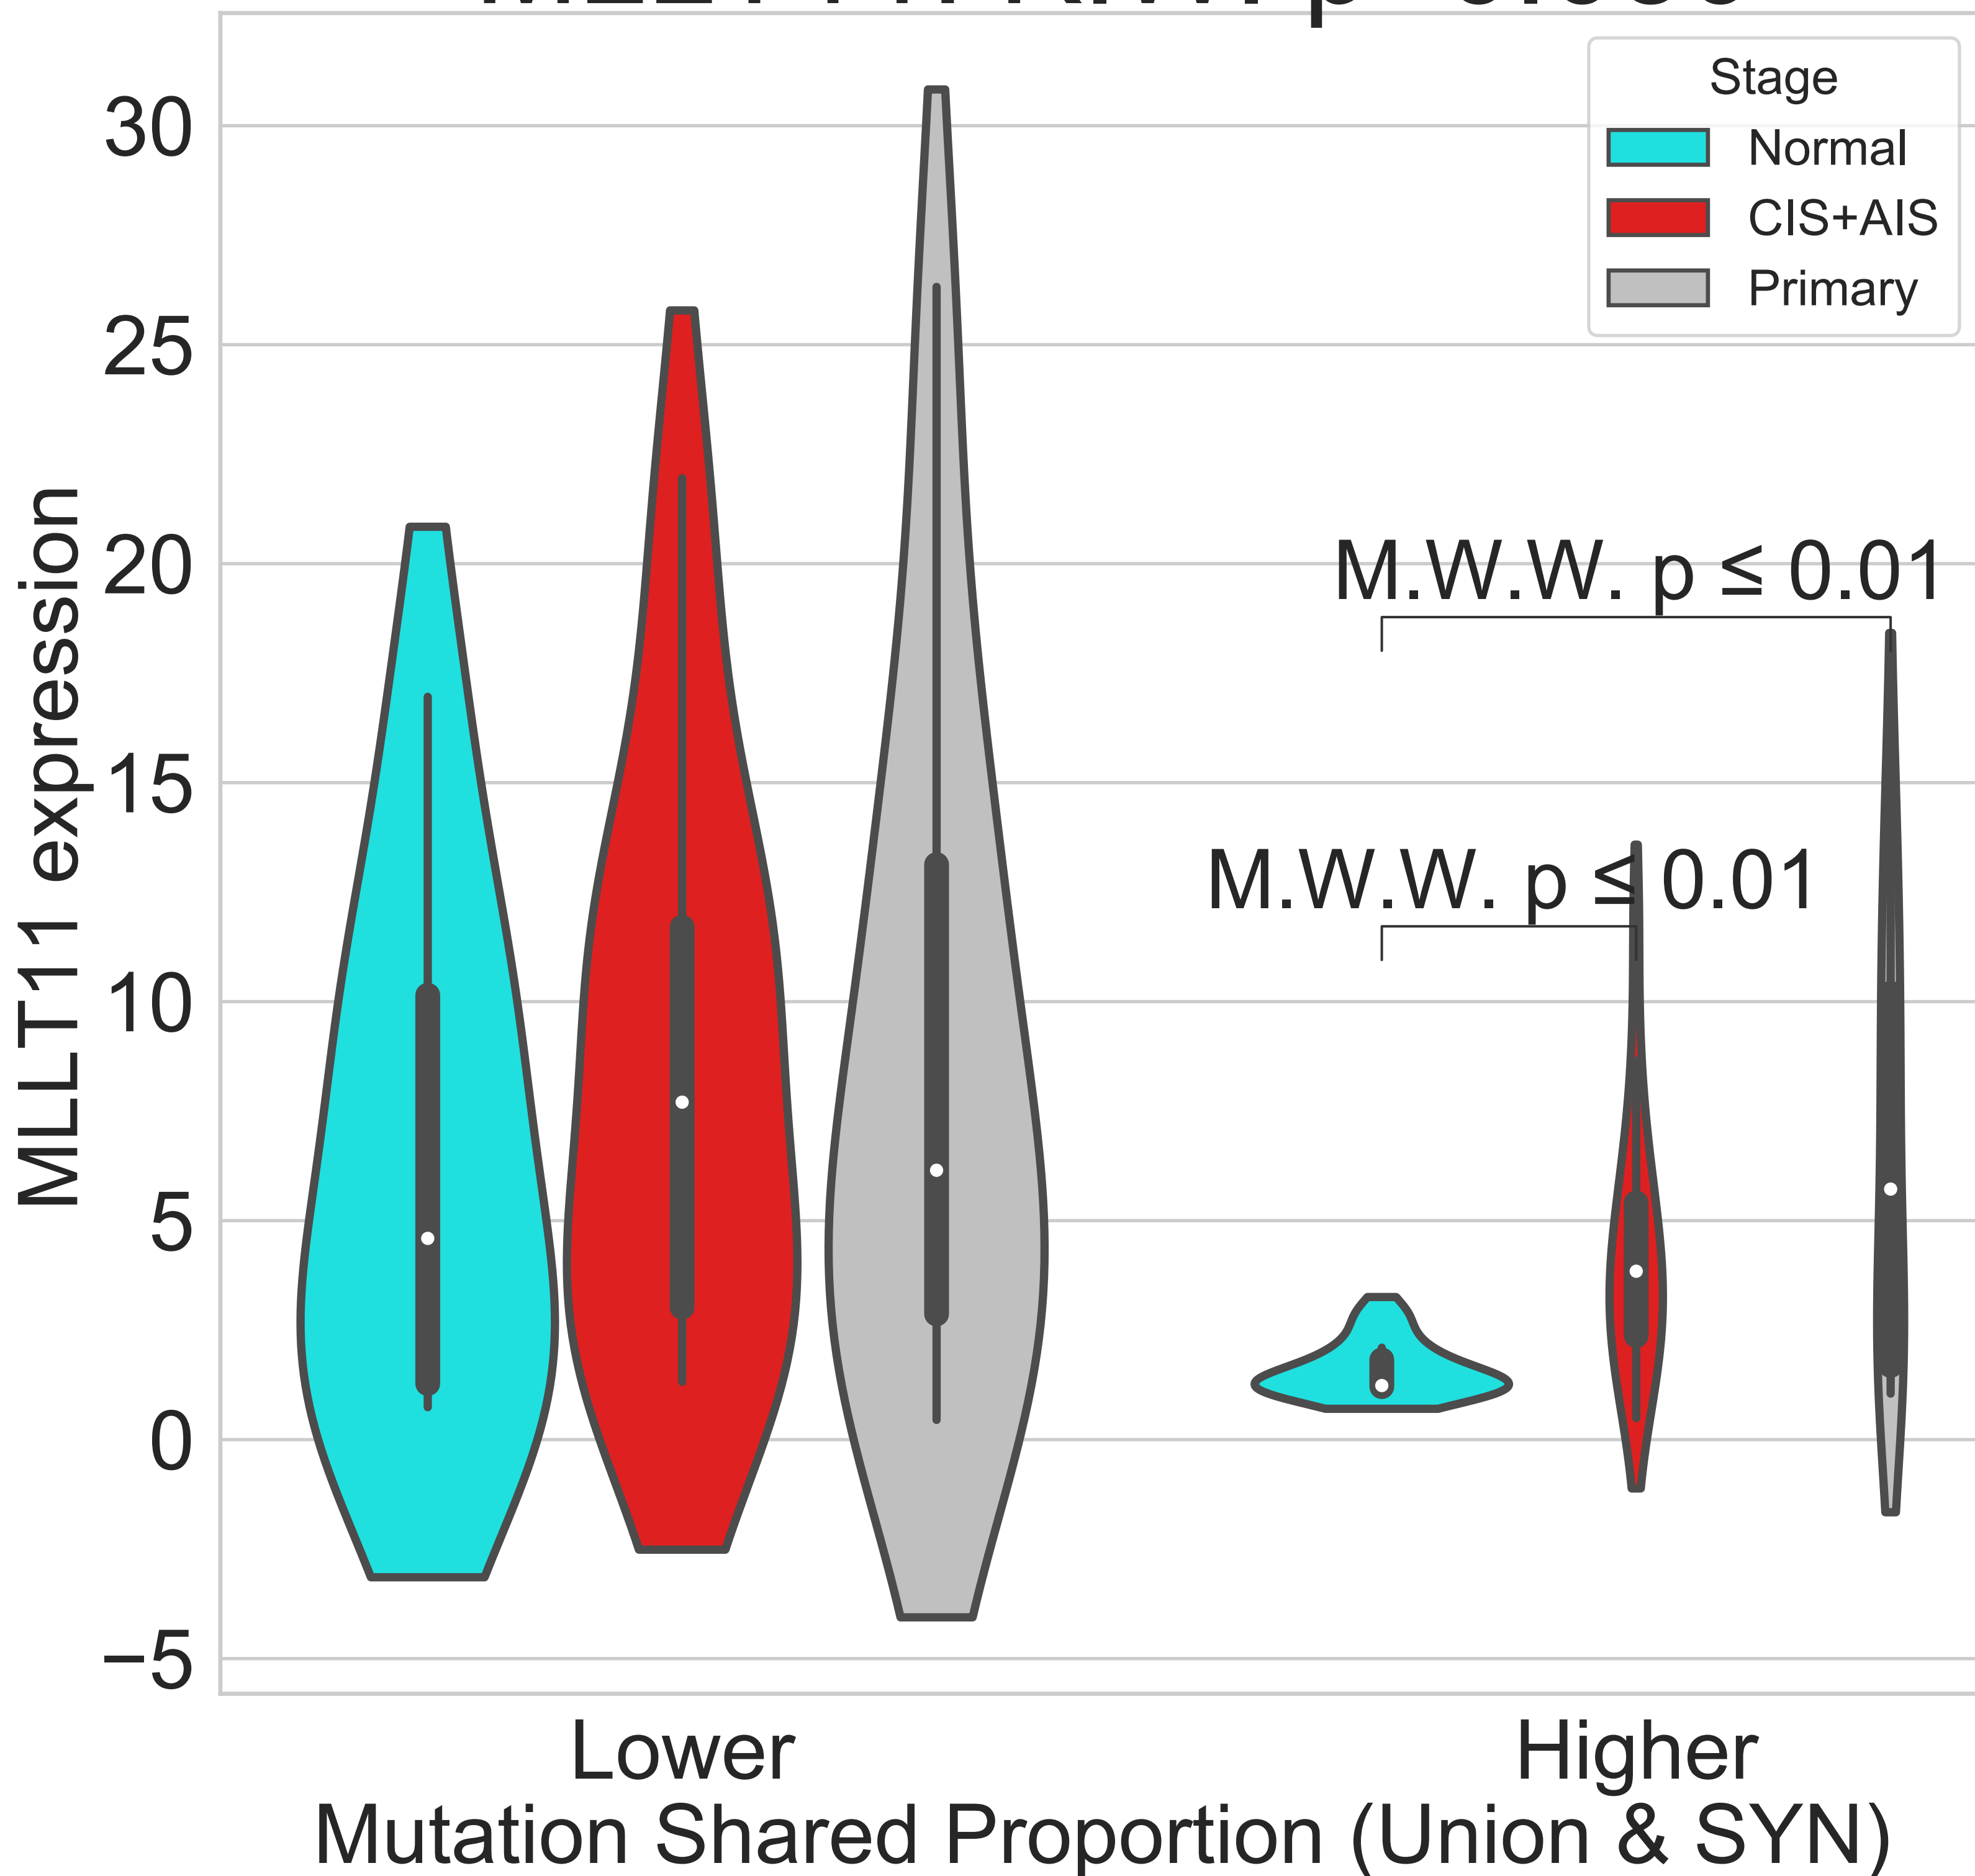 Stage
Normal
CIS+AIS
Primary
30
25
20
15
10
5
0
−5
MLLT11 expression
M.W.W. p ≤ 0.01
M.W.W. p ≤ 0.01
Lower
Higher
Mutation Shared Proportion (Union & SYN)